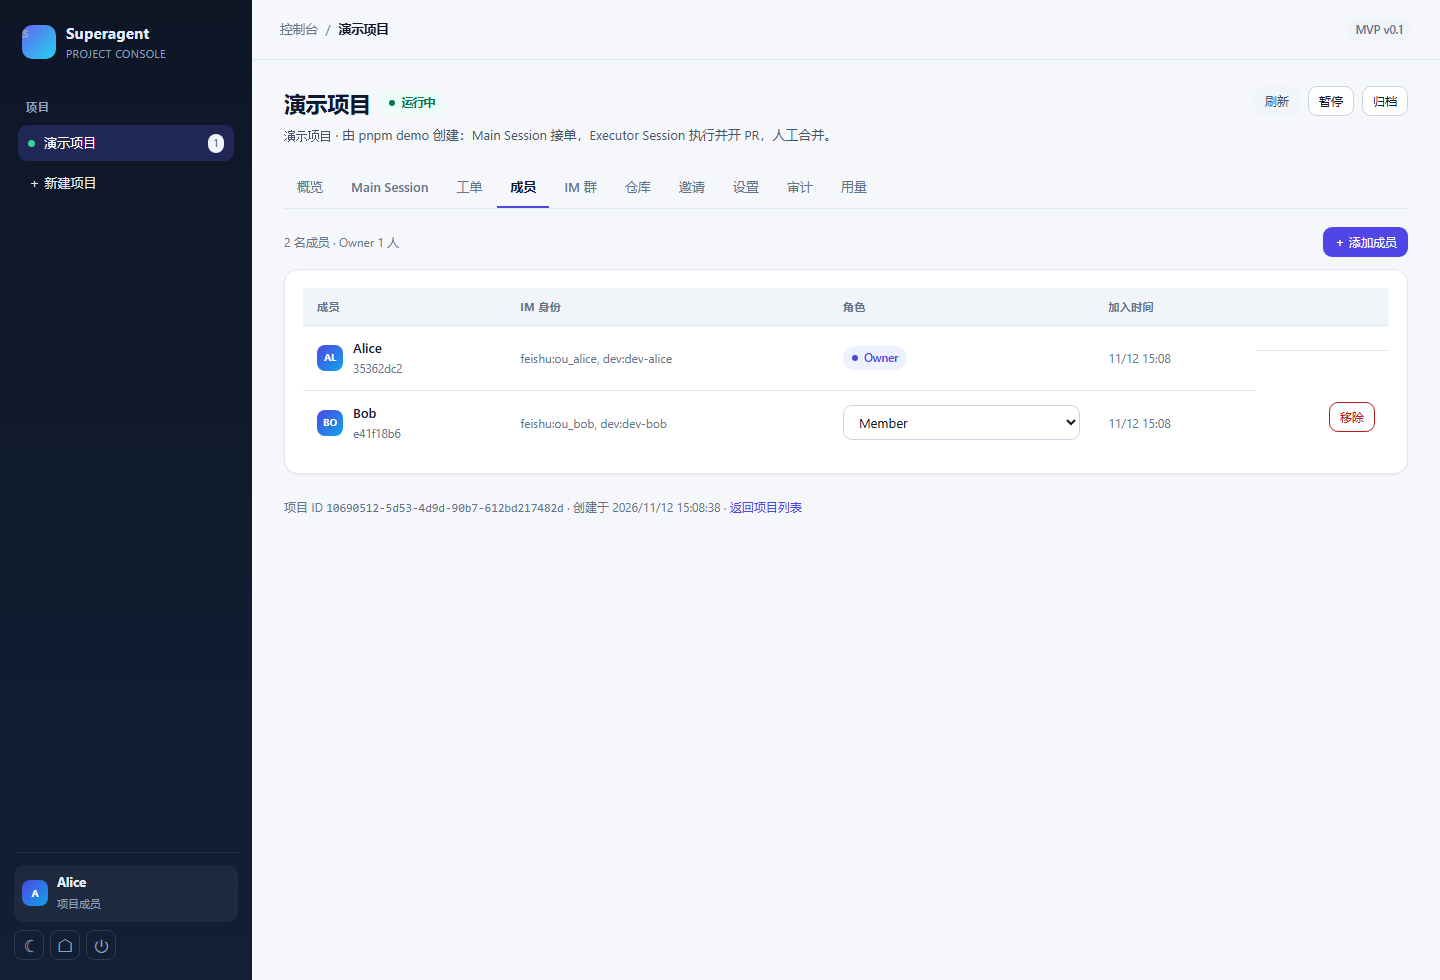 S
Superagent
PROJECT CONSOLE
项目
演示项目 1
+ 新建项目
Alice
A
项目成员
控制台 / 演示项目
MVP v0.1
演示项目 运行中
刷新 暂停 归档
演示项目 · 由 pnpm demo 创建：Main Session 接单，Executor Session 执行并开 PR，人工合并。
概览 Main Session 工单 成员 IM 群 仓库 邀请 设置 审计 用量
2 名成员 · Owner 1 人
+ 添加成员
成员 IM 身份 角色 加入时间
AL Alice
35362dc2
feishu:ou_alice, dev:dev-alice
Owner
11/12 15:08
BO Bob
e41f18b6
feishu:ou_bob, dev:dev-bob
Member
11/12 15:08
移除
项目 ID 10690512-5d53-4d9d-90b7-612bd217482d · 创建于 2026/11/12 15:08:38 · 返回项目列表